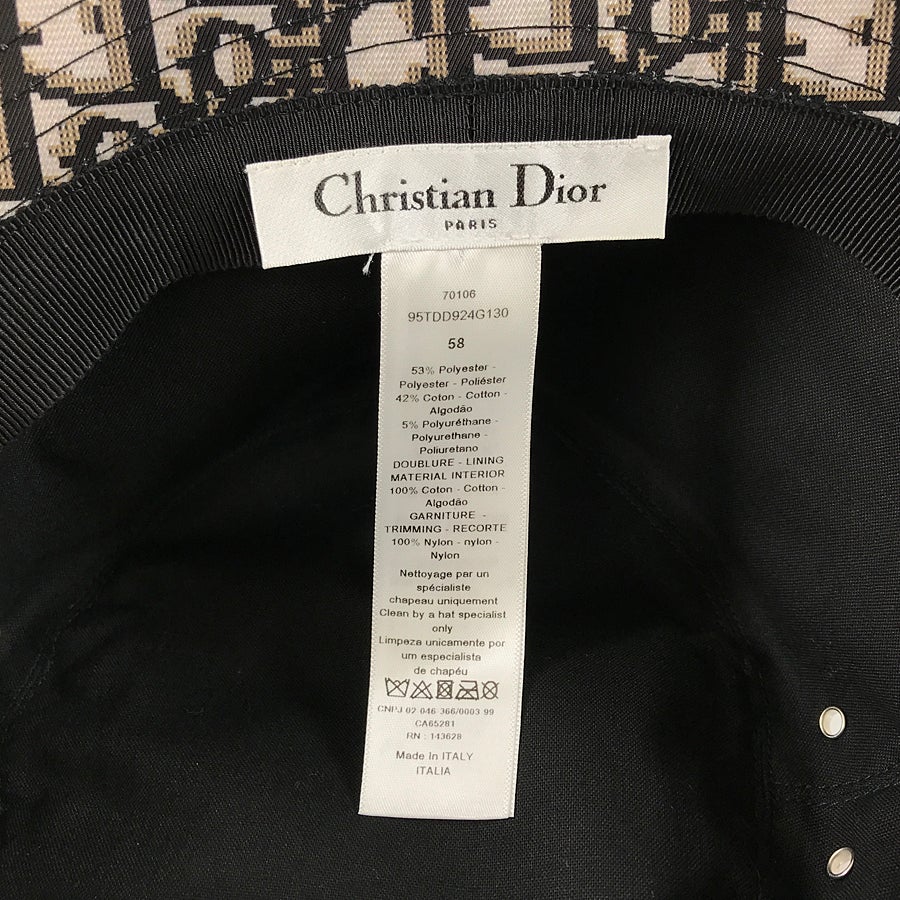 Christian Dior
PARIS
70106
95TDD924G130
58
53% Polyester -
Polyester - Poliéster
42% Coton - Cotton -
Algodão
5% Polyuréthane -
Polyurethane -
Poliuretano
DOUBLURE - LINING
MATERIAL INTERIOR
100% Coton - Cotton -
Algodão
GARNITURE -
TRIMMING - RECORTE
100% Nylon - nylon -
Nylon
Nettoyage par un
spécialiste
chapeau uniquement
Clean by a hat specialist
only
Limpeza unicamente por
um especialista
de chapéu
CNPJ 02 046 366/0003 99
CA65281
RN : 143628
Made In ITALY
ITALIA